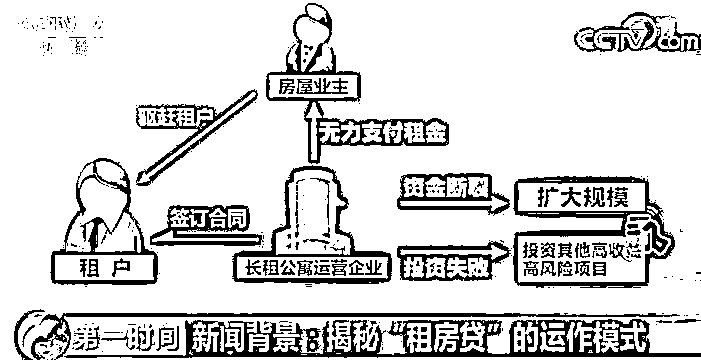 CCTV.com
房屋业主
驱赶租户
无力支付租金
资金断裂
扩大规模
签订合同
租户
长租公寓运营企业
投资失败
投资其他高收益
高风险项目
第一时间
新闻背景：揭秘“租房贷”的运作模式